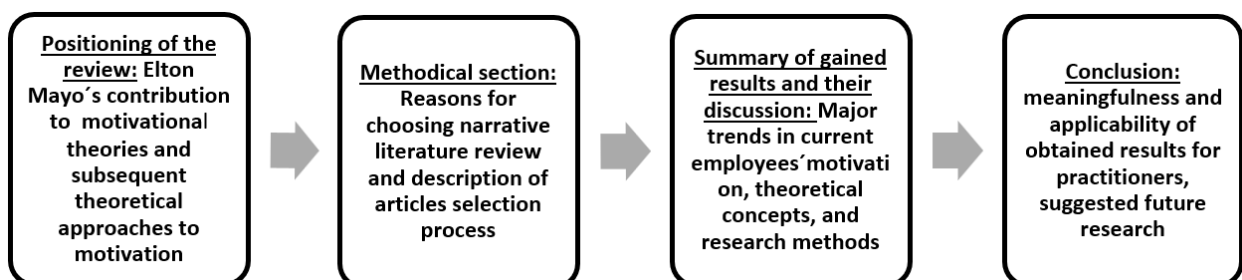 Positioning of the
review: Elton
Mayo´s contribution
to motivational
theories and
subsequent
theoretical
approaches to
motivation
Methodical section:
Reasons for
choosing narrative
literature review
and description of
articles selection
process
Summary of gained
results and their
discussion: Major
trends in current
employees´motivati
on, theoretical
concepts, and
research methods
Conclusion:
meaningfulness and
applicability of
obtained results for
practitioners,
suggested future
research